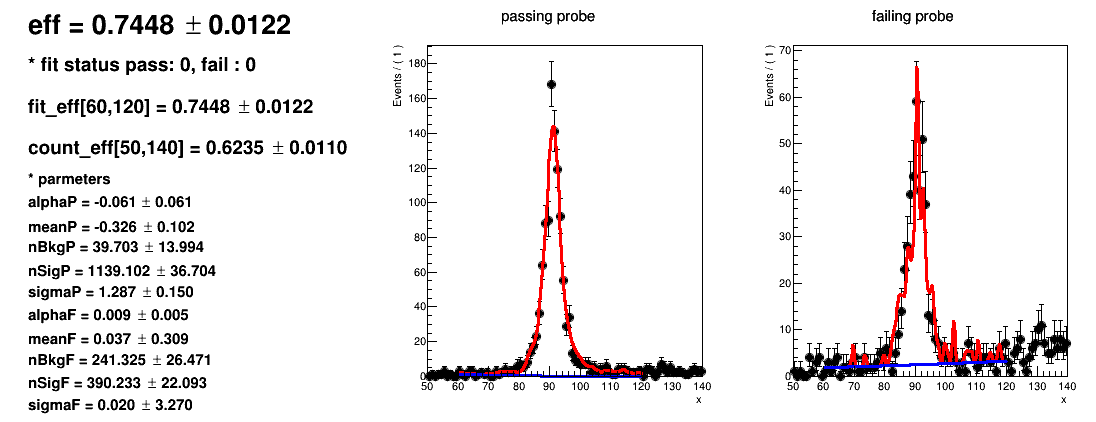 eff = 0.7448 ± 0.0122
* fit status pass: 0, fail : 0
fit_eff[60,120] = 0.7448 ± 0.0122
count_eff[50,140] = 0.6235 ± 0.0110
* parmeters
alphaP = -0.061 ± 0.061
meanP = -0.326 ± 0.102
nBkgP = 39.703 ± 13.994
nSigP = 1139.102 ± 36.704
sigmaP = 1.287 ± 0.150
alphaF = 0.009 ± 0.005
meanF = 0.037 ± 0.309
nBkgF = 241.325 ± 26.471
nSigF = 390.233 ± 22.093
sigmaF = 0.020 ± 3.270
passing probe
Events / ( 1 )
180
160
140
120
100
80
60
40
20
0
50 60 70 80 90 100 110 120 130 140
x
failing probe
Events / ( 1 )
70
60
50
40
30
20
10
0
50 60 70 80 90 100 110 120 130 140
x